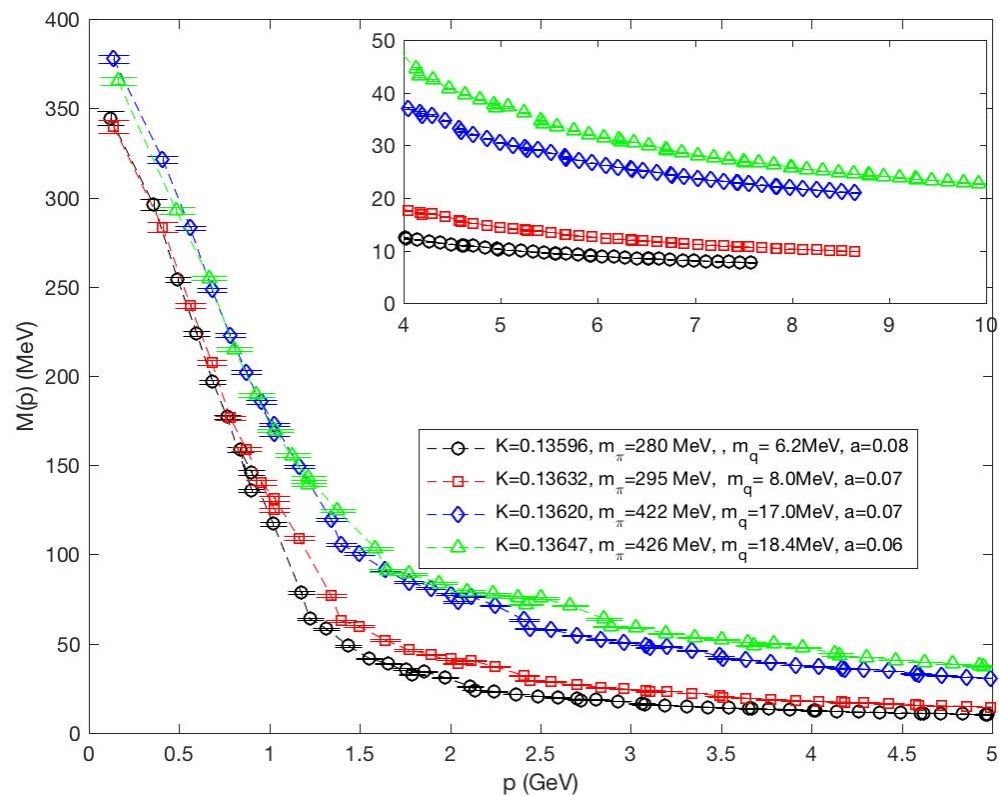 400
350
300
250
200
150
100
50
0
M(p) (MeV)
0 0.5 1 1.5 2 2.5 3 3.5 4 4.5 5
p (GeV)
50
40
30
20
10
0
4 5 6 7 8 9 10
K=0.13596, mπ=280 MeV, , mq= 6.2MeV, a=0.08
K=0.13632, mπ=295 MeV, mq= 8.0MeV, a=0.07
K=0.13620, mπ=422 MeV, mq=17.0MeV, a=0.07
K=0.13647, mπ=426 MeV, mq=18.4MeV, a=0.06